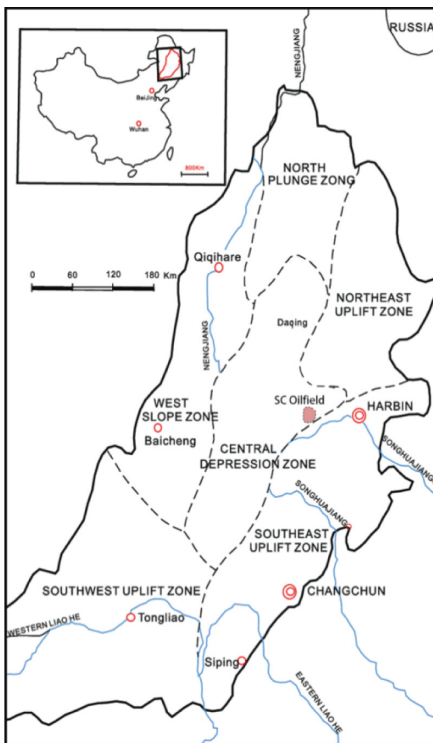 RUSSIA
NENGJIANG
BaiJing
Wuhan
800Km
NORTH
PLUNGE ZONG
Qiqihare
0 60 120 180 Km
NORTHEAST
UPLIFT ZONE
Daqing
NENGJIANG
WEST
SLOPE ZONE
SC Oilfield
HARBIN
Baicheng
CENTRAL
DEPRESSION ZONE
SONGHUAJIANG
SONGHUAJIANG
SOUTHEAST
UPLIFT ZONE
SOUTHWEST UPLIFT ZONE
CHANGCHUN
WESTERN LIAO HE
Tongliao
Siping
EASTERN LIAO HE